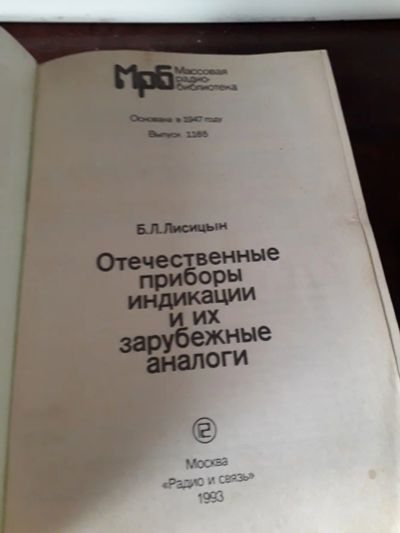 Мрб Массовая
радио-
библиотека
Основана в 1947 году
Выпуск 1165
Б.Л.Лисицын
Отечественные
приборы
индикации
и их
зарубежные
аналоги
Москва
«Радио и связь»
1993